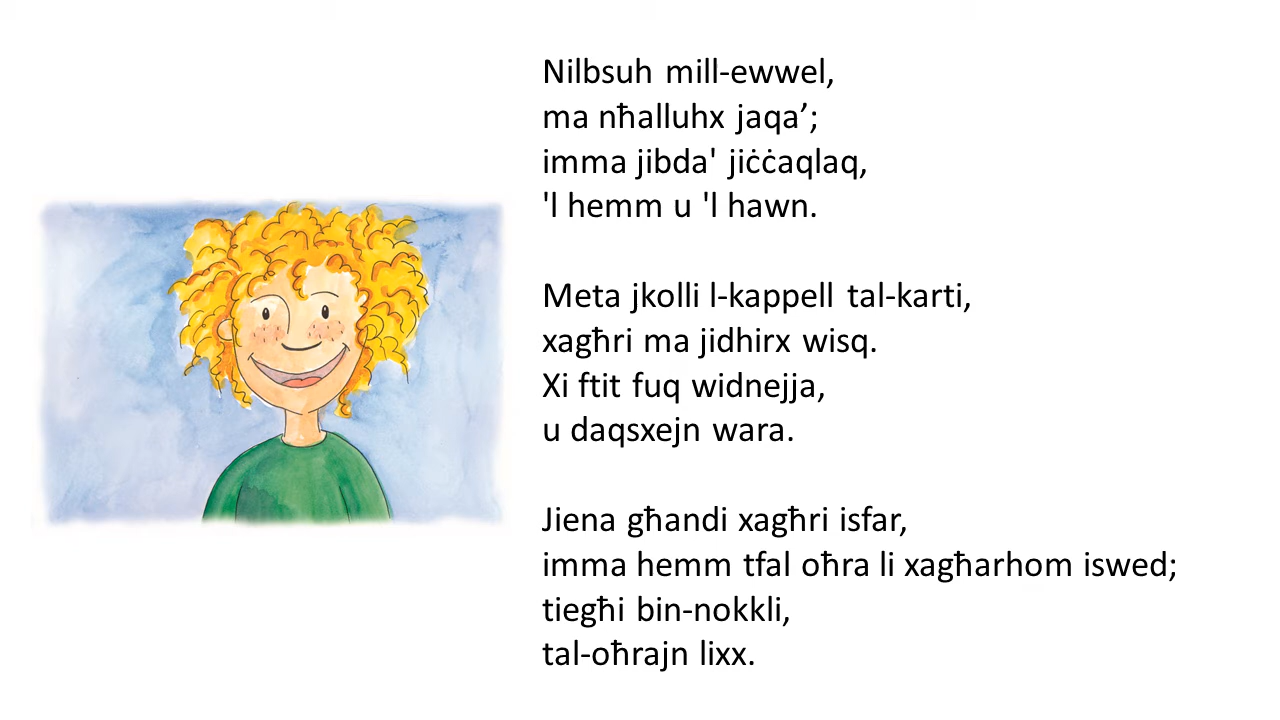 Nilbsuh mill-ewwel,
ma nħalluhx jaqa’;
imma jibda' jiċċaqlaq,
'l hemm u 'l hawn.
Meta jkolli l-kappell tal-karti,
xagħri ma jidhirx wisq.
Xi ftit fuq widnejja,
u daqsxejn wara.
Jiena għandi xagħri isfar,
imma hemm tfal oħra li xagħarhom iswed;
tiegħi bin-nokkli,
tal-oħrajn lixx.